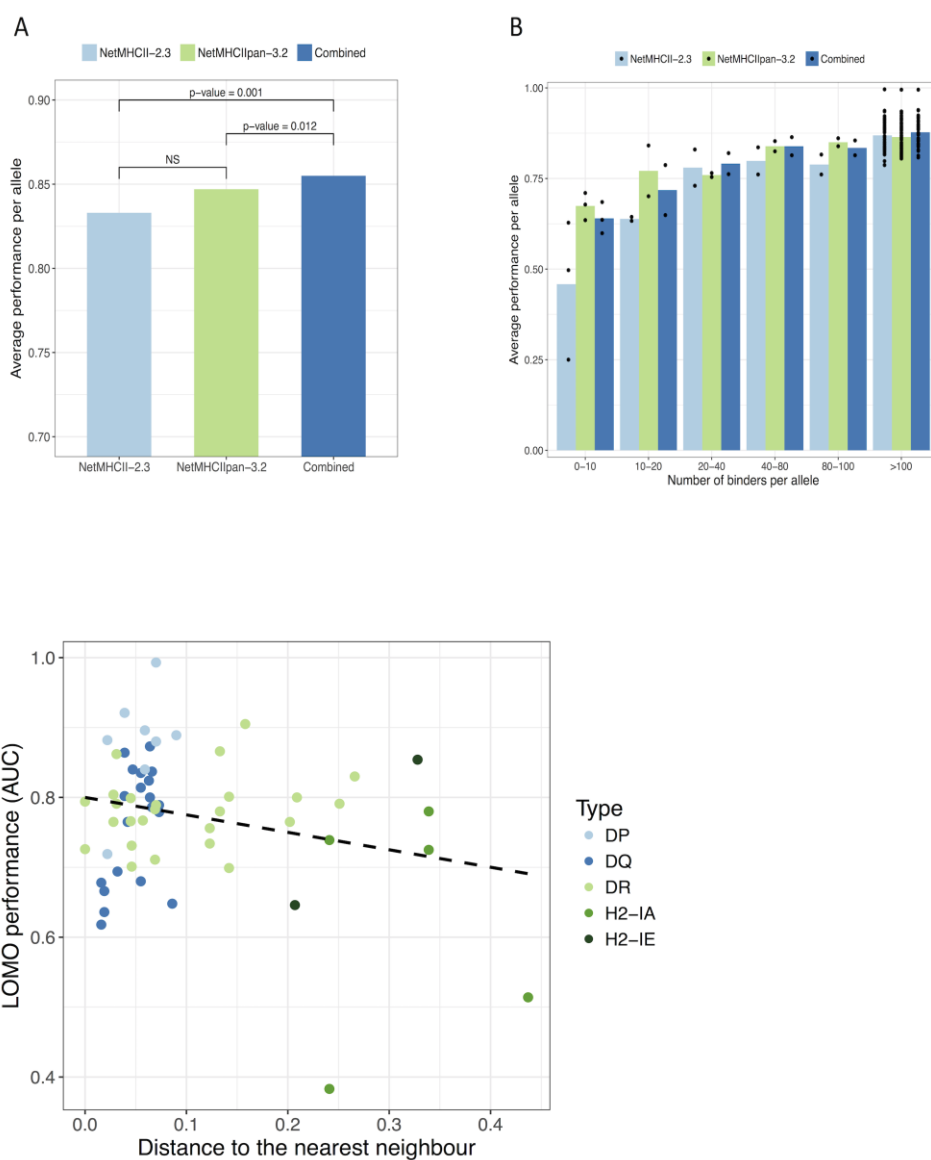 A
NetMHCII-2.3 NetMHCIIpan-3.2 Combined
Average performance per allele
0.90
0.85
0.80
0.75
0.70
p-value = 0.001
p-value = 0.012
NS
NetMHCII-2.3 NetMHCIIpan-3.2 Combined
B
NetMHCII-2.3 NetMHCIIpan-3.2 Combined
Average performance per allele
1.00
0.75
0.50
0.25
0.00
0-10 10-20 20-40 40-80 80-100 >100
Number of binders per allele
LOMO performance (AUC)
1.0
0.8
0.6
0.4
0.0 0.1 0.2 0.3 0.4
Distance to the nearest neighbour
Type
DP
DQ
DR
H2-IA
H2-IE